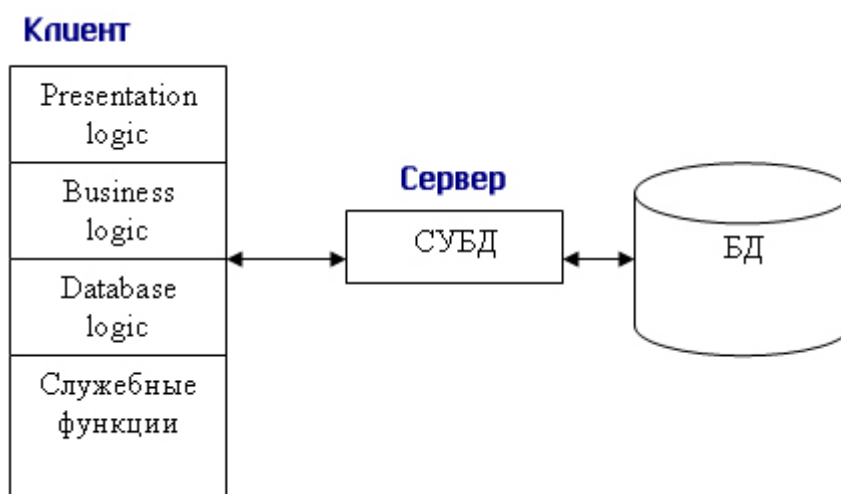 Клиент
Presentation
logic
Business
logic
Database
logic
Служебные
функции
Сервер
СУБД
БД